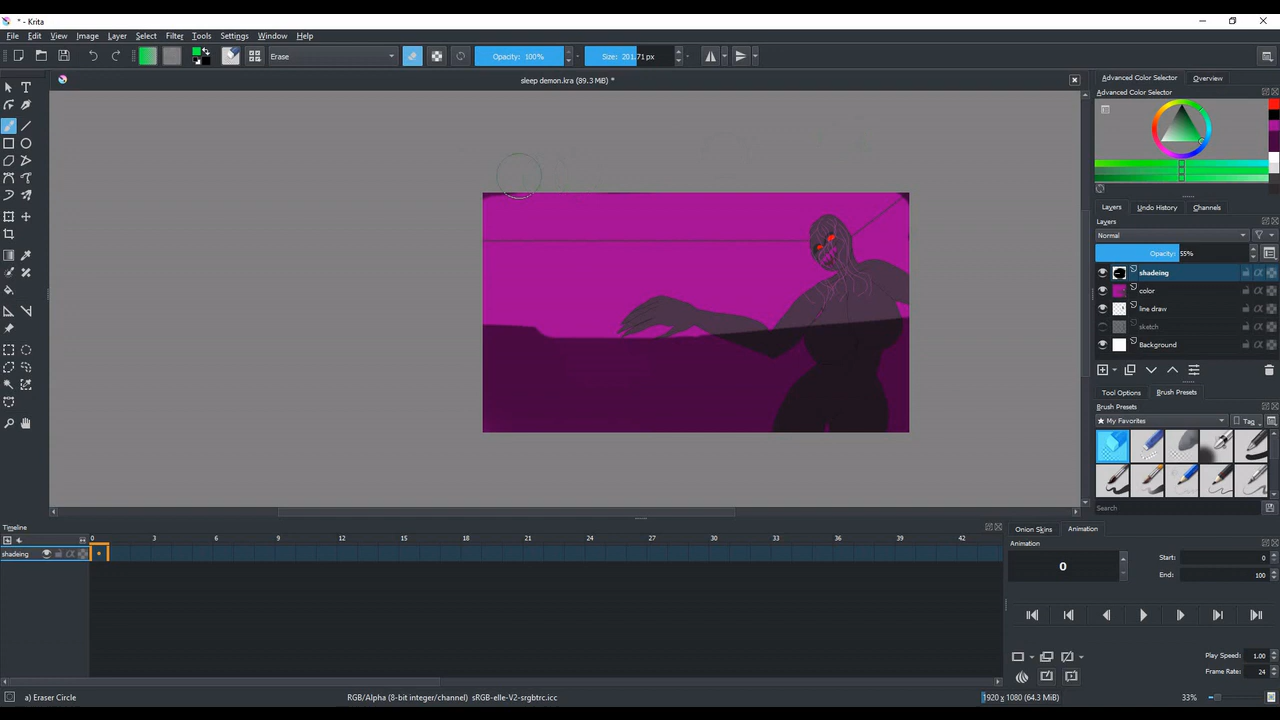 * - Krita
File Edit View Image Layer Select Filter Tools Settings Window Help
Erase Opacity: 100% Size: 201.71 px
sleep demon.kra (89.3 MB) *
Advanced Color Selector Overview
Advanced Color Selector
Layers Undo History Channels
Layers
Normal
Opacity: 55%
shadeing
color
line draw
sketch
Background
Tool Options Brush Presets
Brush Presets
★ My Favorites Tag
Search
Timeline
0 3 6 9 12 15 18 21 24 27 30 33 36 39 42
shadeing
Onion Skins Animation
Animation
0
Start: 0
End: 100
Play Speed: 1.00
Frame Rate: 24
a) Eraser Circle
RGB/Alpha (8-bit integer/channel) sRGB-elle-V2-srgbtrc.icc
1920 x 1080 (64.3 MiB)
33%